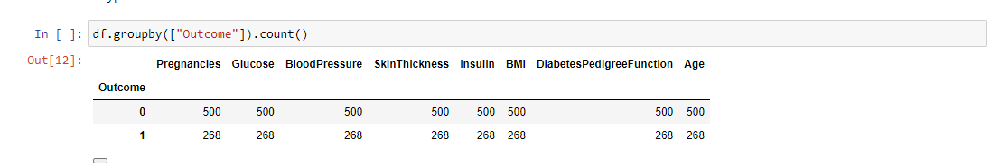 In [ ]: df.groupby(["Outcome"]).count()
Out[12]:
Pregnancies Glucose BloodPressure SkinThickness Insulin BMI DiabetesPedigreeFunction Age
Outcome
0 500 500 500 500 500 500 500 500
1 268 268 268 268 268 268 268 268